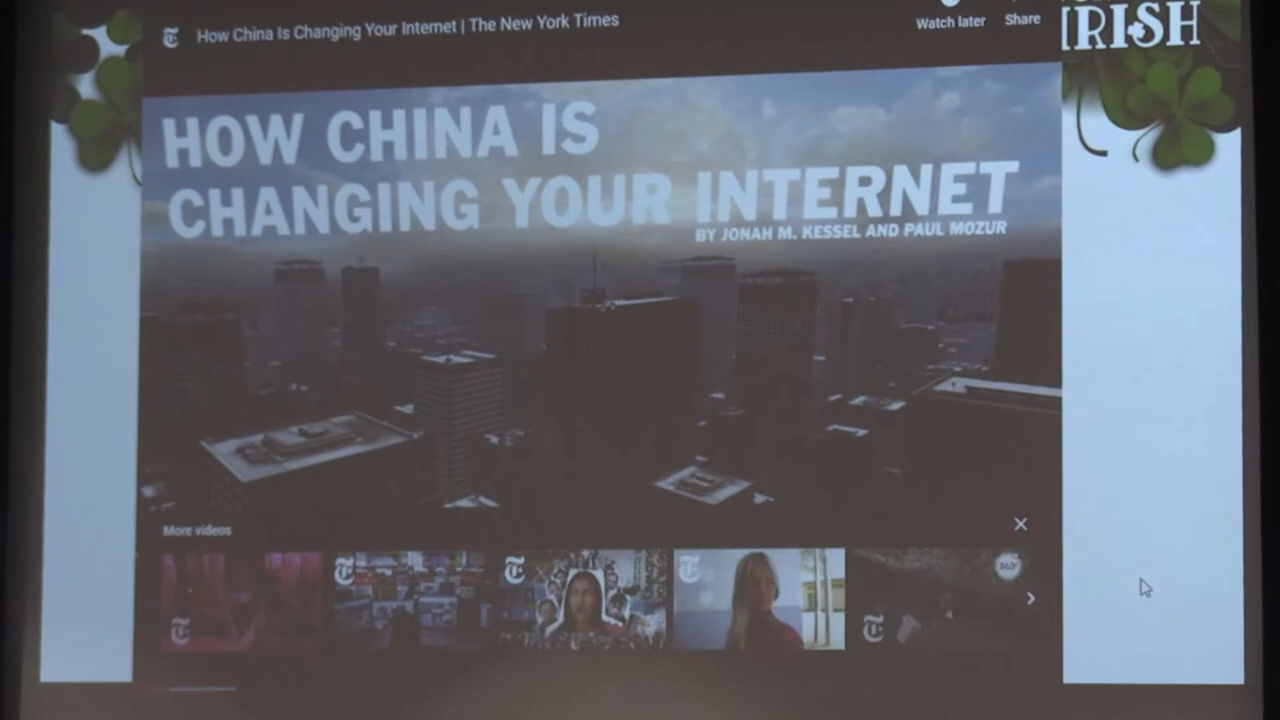 How China Is Changing Your Internet | The New York Times
Watch later
Share
IRISH
HOW CHINA IS
CHANGING YOUR INTERNET
BY JONAH M. KESSEL AND PAUL MOZUR
More videos
360°